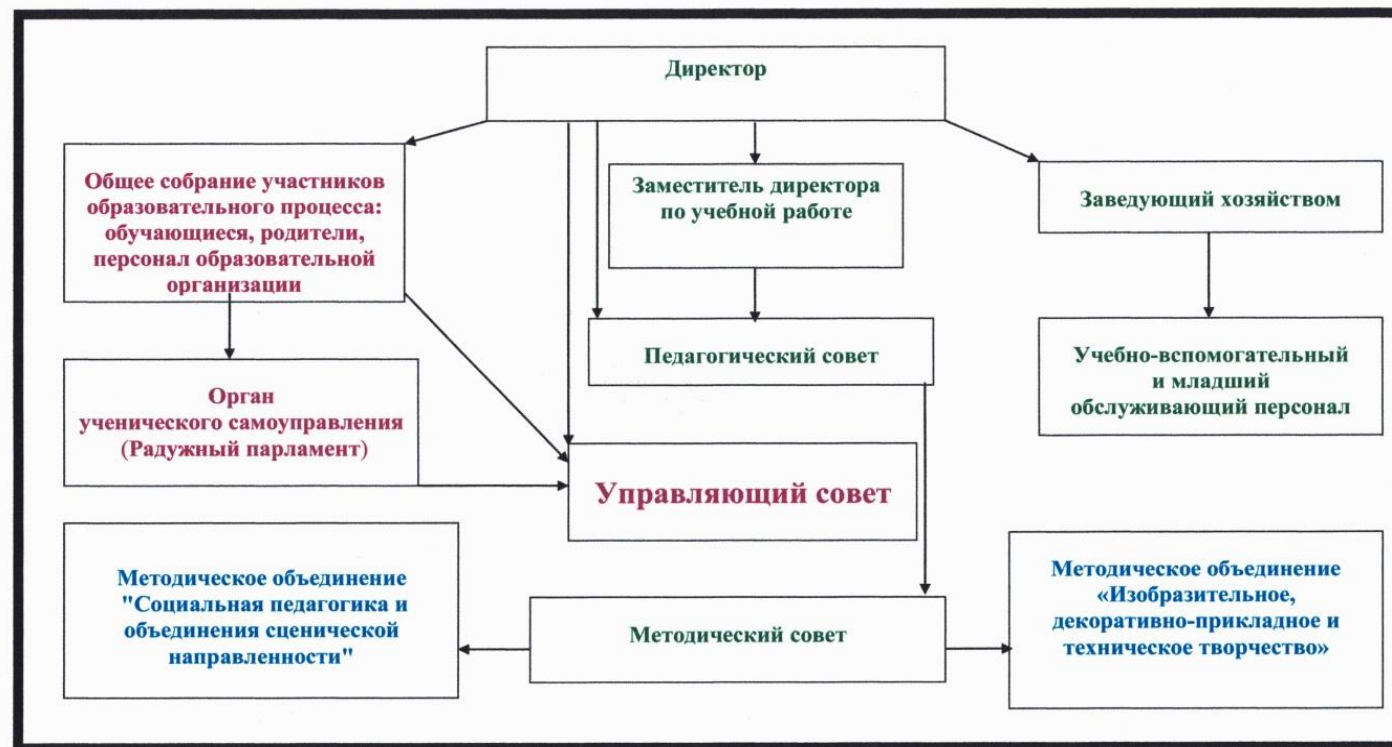 Директор
Общее собрание участников
образовательного процесса:
обучающиеся, родители,
персонал образовательной
организации
Заместитель директора
по учебной работе
Заведующий хозяйством
Педагогический совет
Учебно-вспомогательный
и младший
обслуживающий персонал
Орган
ученического самоуправления
(Радужный парламент)
Управляющий совет
Методическое объединение
"Социальная педагогика и
объединения сценической
направленности"
Методический совет
Методическое объединение
«Изобразительное,
декоративно-прикладное и
техническое творчество»